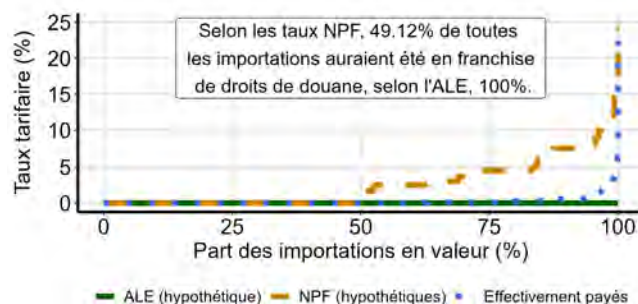 25
20
15
10
5
0
Taux tarifaire (%)
Selon les taux NPF, 49.12% de toutes
les importations auraient été en franchise
de droits de douane, selon l'ALE, 100%.
0 25 50 75 100
Part des importations en valeur (%)
ALE (hypothétique) NPF (hypothétiques) Effectivement payés